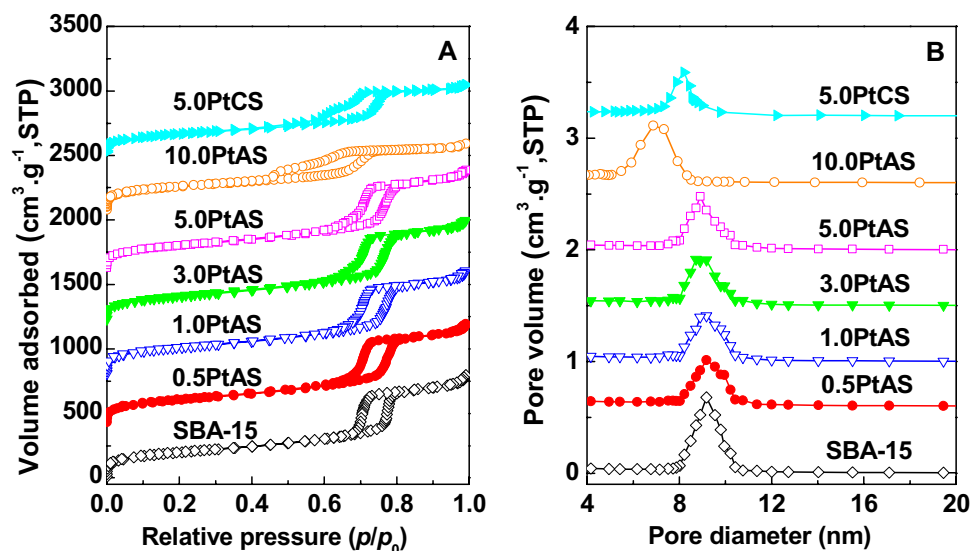 A
Volume adsorbed (cm³.g⁻¹,STP)
3500
3000
2500
2000
1500
1000
500
0
5.0PtCS
10.0PtAS
5.0PtAS
3.0PtAS
1.0PtAS
0.5PtAS
SBA-15
0.0 0.2 0.4 0.6 0.8 1.0
Relative pressure (p/p₀)
B
Pore volume (cm³.g⁻¹,STP)
4
3
2
1
0
5.0PtCS
10.0PtAS
5.0PtAS
3.0PtAS
1.0PtAS
0.5PtAS
SBA-15
4 8 12 16 20
Pore diameter (nm)